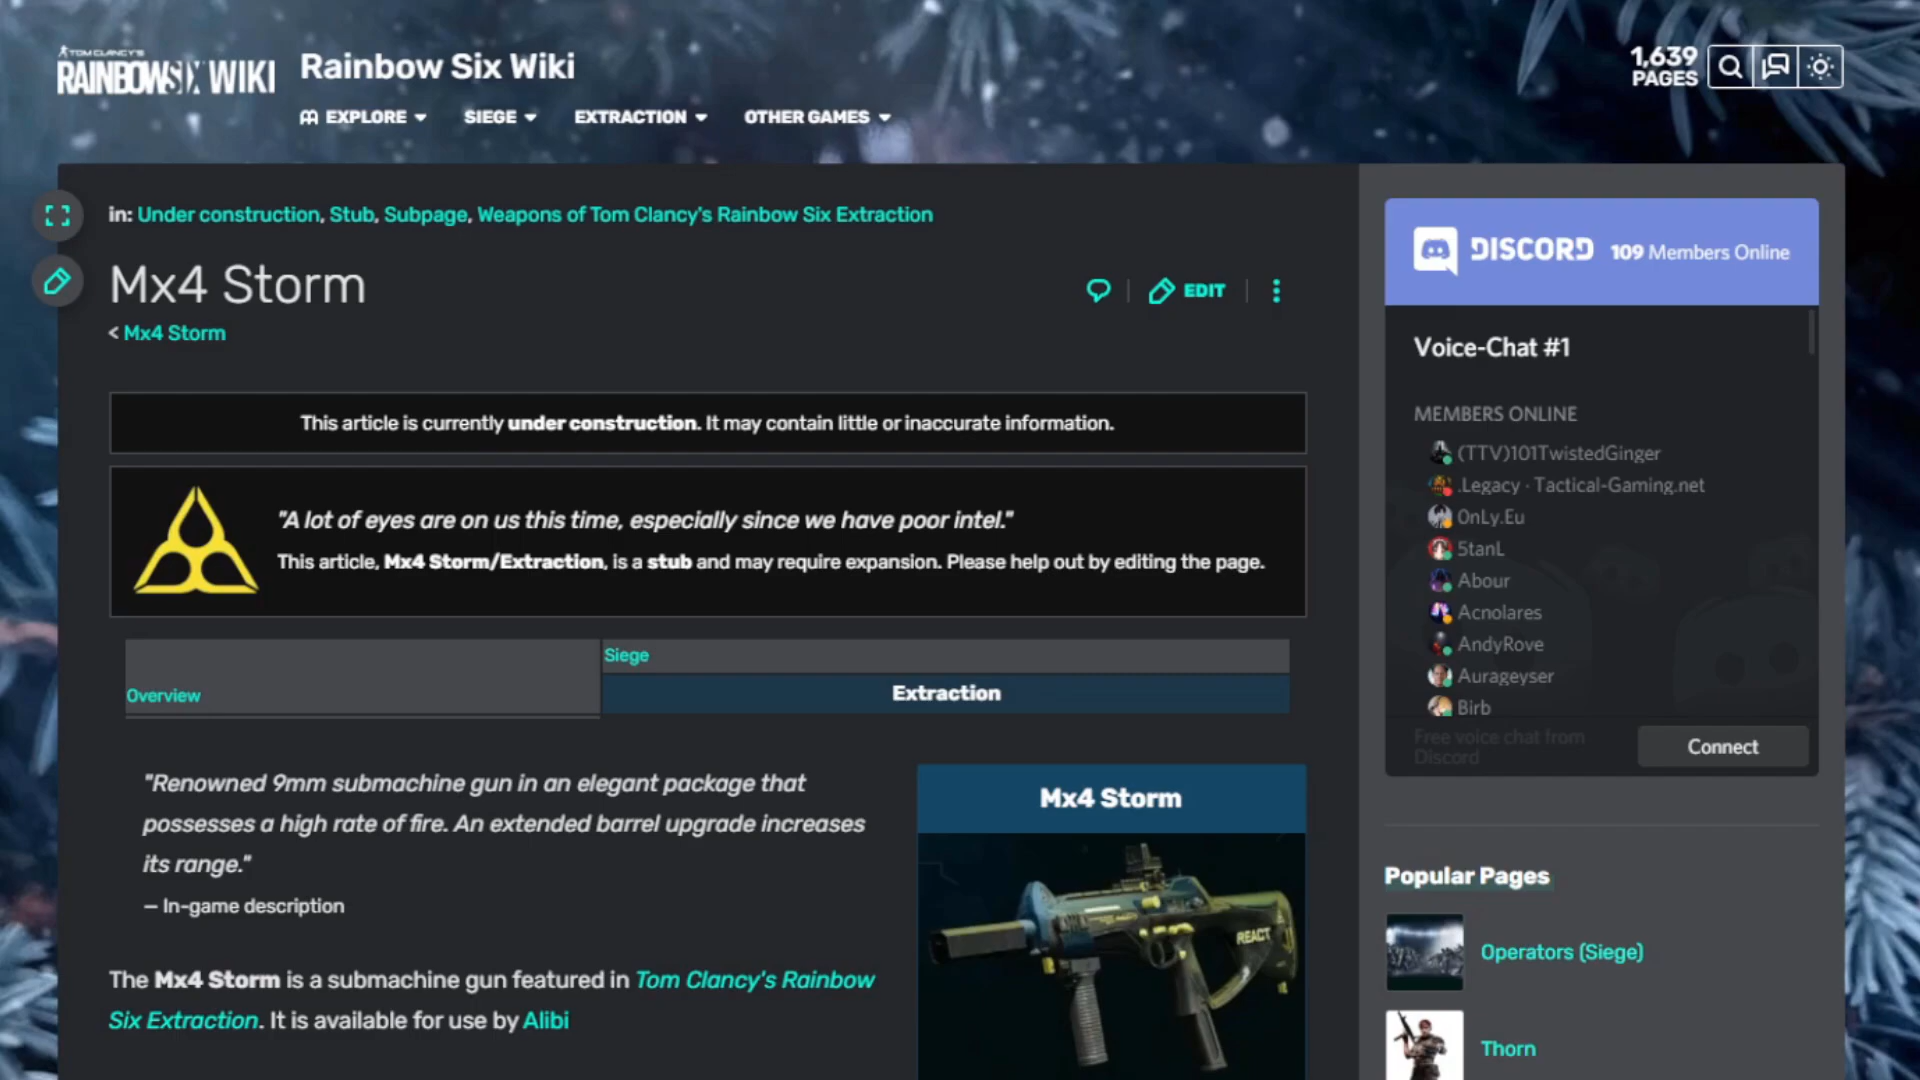 TOM CLANCY'S
RAINBOWSIX WIKI
Rainbow Six Wiki
EXPLORE
SIEGE
EXTRACTION
OTHER GAMES
1,639
PAGES
in: Under construction, Stub, Subpage, Weapons of Tom Clancy's Rainbow Six Extraction
Mx4 Storm
EDIT
< Mx4 Storm
This article is currently under construction. It may contain little or inaccurate information.
"A lot of eyes are on us this time, especially since we have poor intel."
This article, Mx4 Storm/Extraction, is a stub and may require expansion. Please help out by editing the page.
Overview
Siege
Extraction
"Renowned 9mm submachine gun in an elegant package that
possesses a high rate of fire. An extended barrel upgrade increases
its range."
– In-game description
The Mx4 Storm is a submachine gun featured in Tom Clancy's Rainbow
Six Extraction. It is available for use by Alibi
Mx4 Storm
REACT
DISCORD 109 Members Online
Voice-Chat #1
MEMBERS ONLINE
(TTV)101TwistedGinger
.Legacy · Tactical-Gaming.net
0nLy.Eu
5tanL
Abour
Acnolares
AndyRove
Aurageyser
Birb
Free voice chat from
Discord
Connect
Popular Pages
Operators (Siege)
Thorn